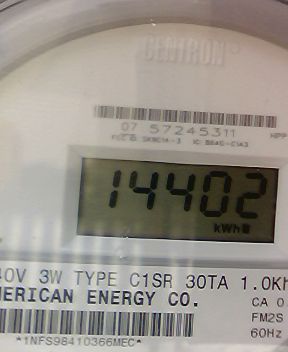 CENTRON
07 57245311
14402
kWh
40V 3W TYPE C1SR 30TA 1.0Kh
MERICAN ENERGY CO.
CA 0.
FM2S
60Hz
*1NFS98410366MEC*